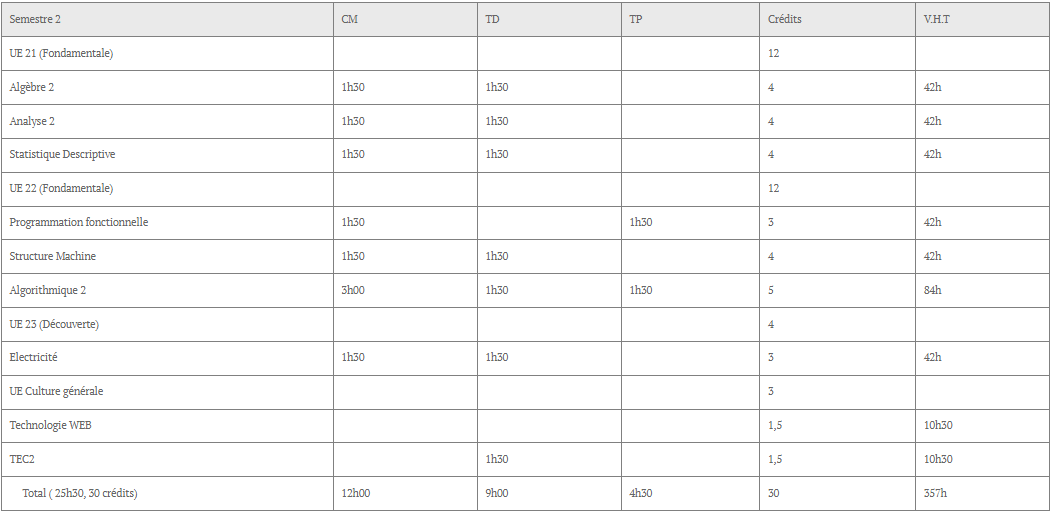 Semestre 2 CM TD TP Crédits V.H.T
UE 21 (Fondamentale) 12
Algèbre 2 1h30 1h30 4 42h
Analyse 2 1h30 1h30 4 42h
Statistique Descriptive 1h30 1h30 4 42h
UE 22 (Fondamentale) 12
Programmation fonctionelle 1h30 1h30 3 42h
Structure Machine 1h30 1h30 4 42h
Algorithmique 2 3h00 1h30 1h30 5 84h
UE 23 (Découverte) 4
Electricité 1h30 1h30 3 42h
UE Culture générale 3
Technologie WEB 1,5 10h30
TEC2 1h30 1,5 10h30
Total ( 25h30, 30 crédits) 12h00 9h00 4h30 30 357h